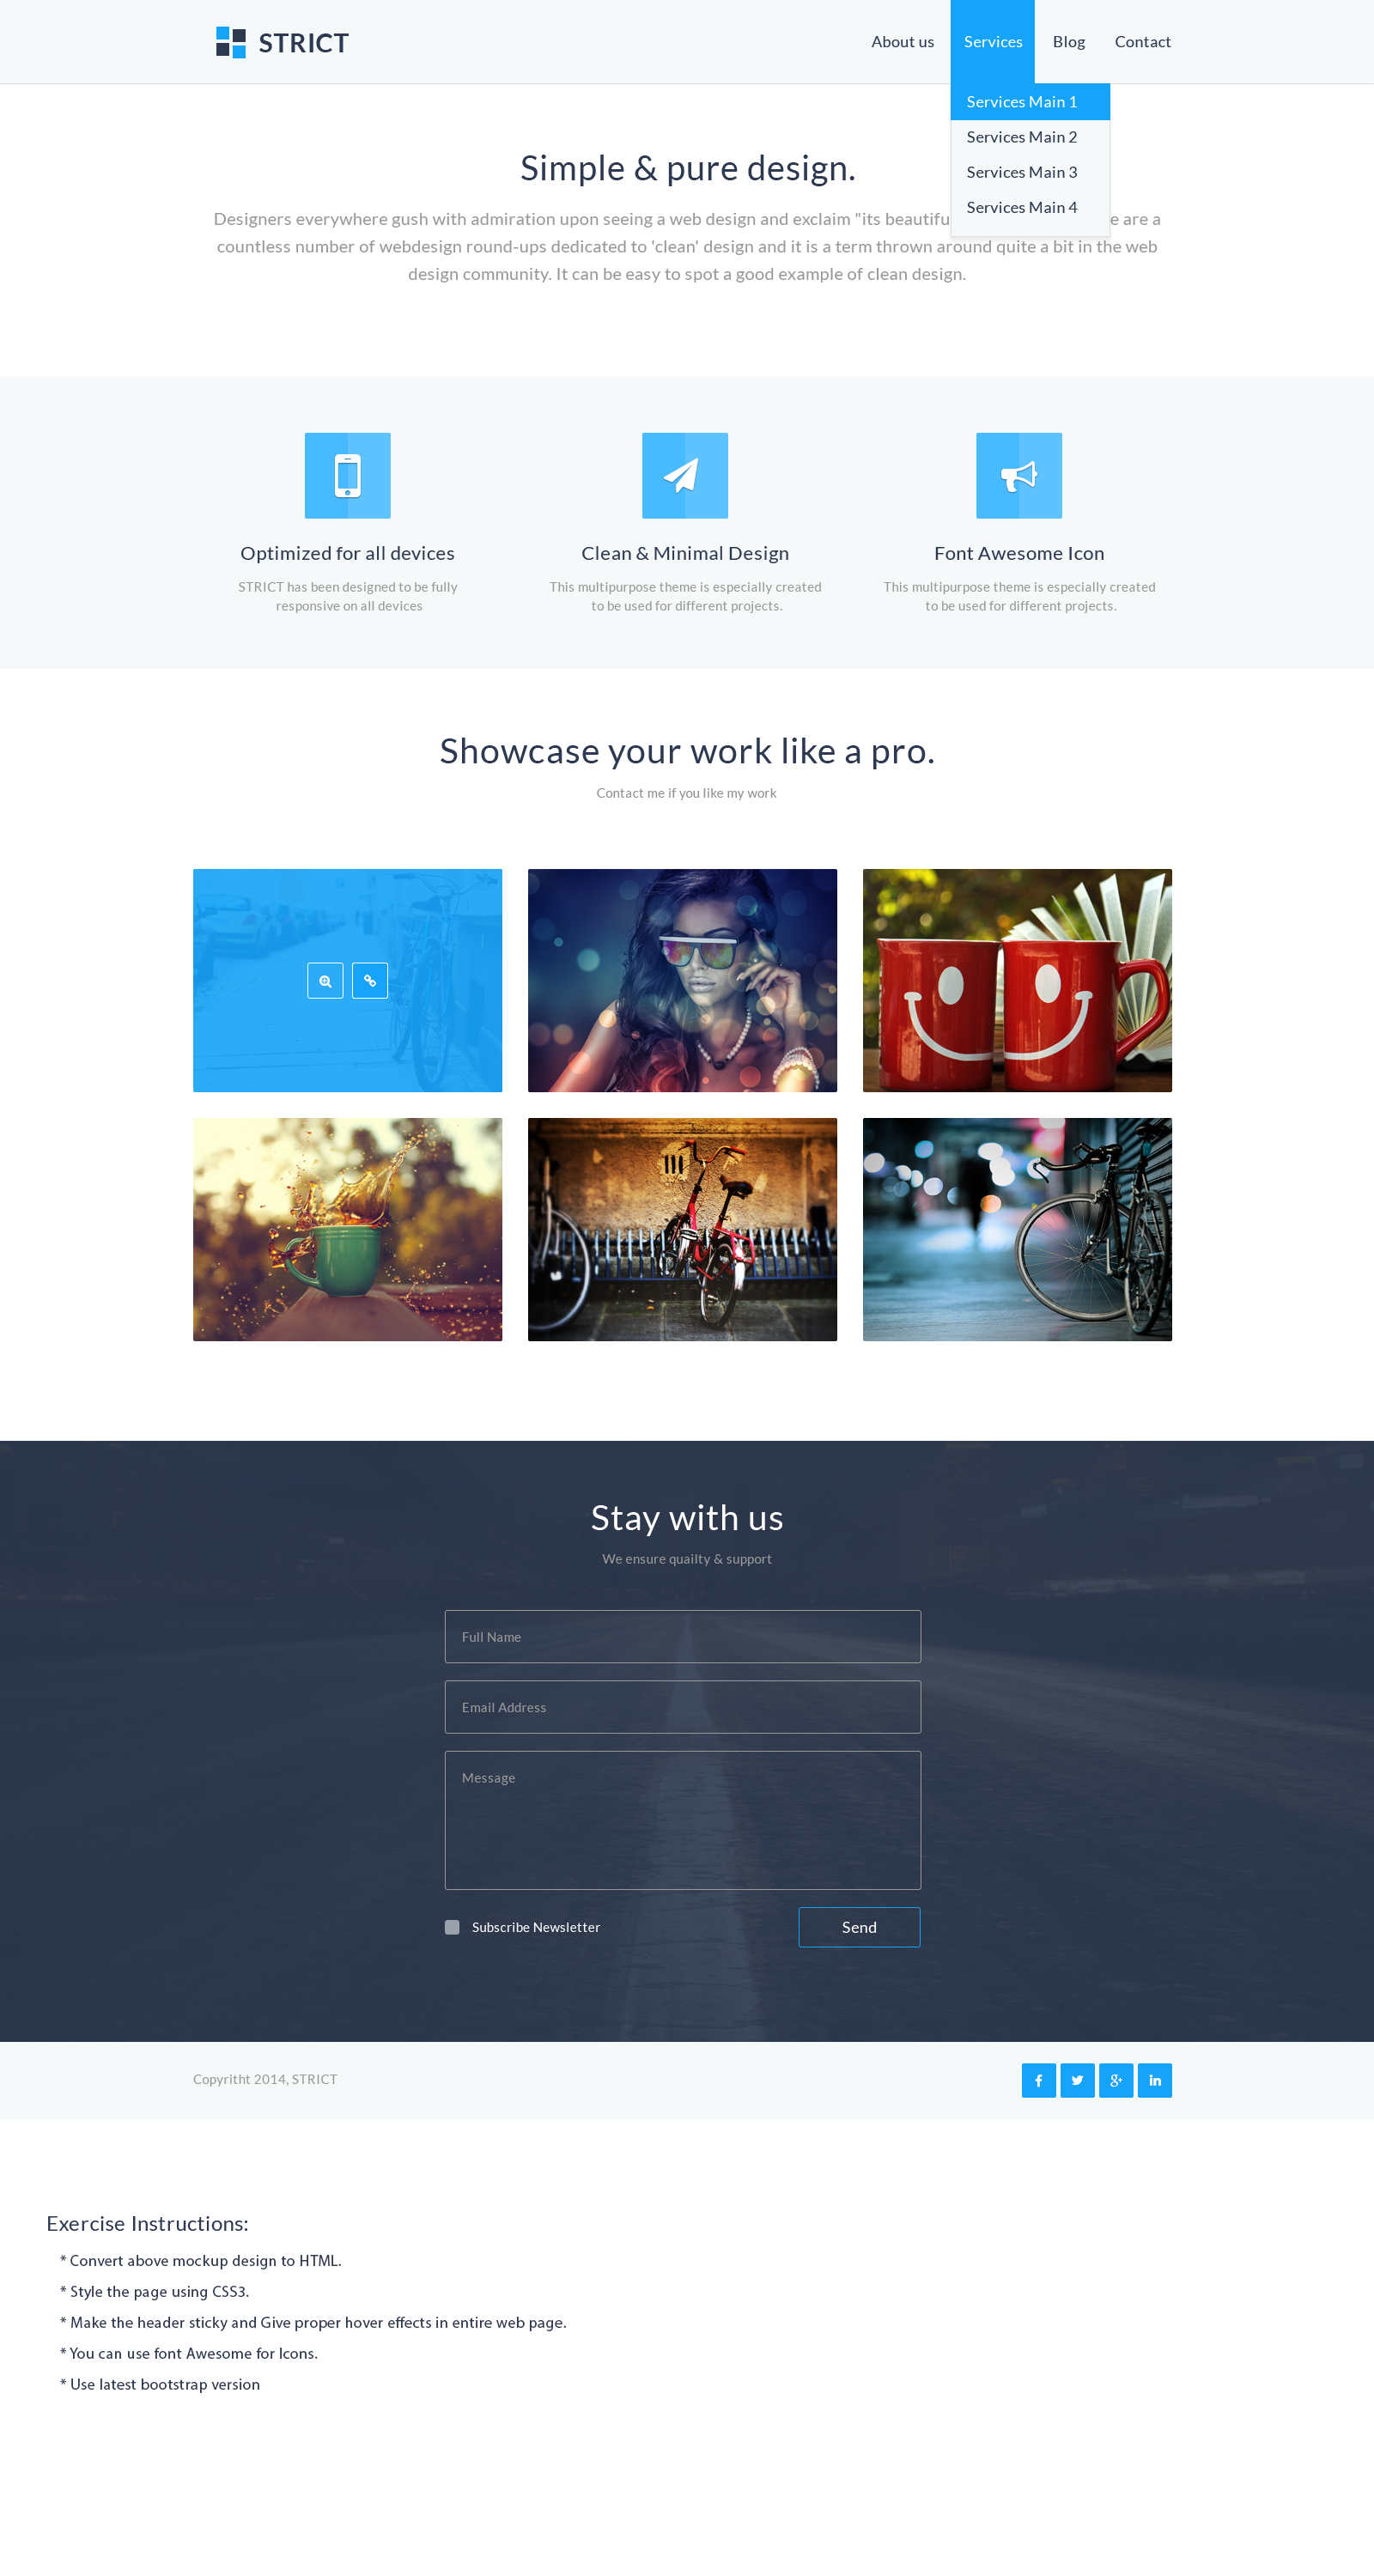 STRICT
About us
Services
Blog
Contact
Services Main 1
Services Main 2
Services Main 3
Services Main 4
Simple & pure design.
Designers everywhere gush with admiration upon seeing a web design and exclaim "its beautiful e are a
countless number of webdesign round-ups dedicated to 'clean' design and it is a term thrown around quite a bit in the web
design community. It can be easy to spot a good example of clean design.
Optimized for all devices
STRICT has been designed to be fully
responsive on all devices
Clean & Minimal Design
This multipurpose theme is especially created
to be used for different projects.
Font Awesome Icon
This multipurpose theme is especially created
to be used for different projects.
Showcase your work like a pro.
Contact me if you like my work
Stay with us
We ensure quailty & support
Full Name
Email Address
Message
Subscribe Newsletter
Send
Copyritht 2014, STRICT
Exercise Instructions:
* Convert above mockup design to HTML.
* Style the page using CSS3.
* Make the header sticky and Give proper hover effects in entire web page.
* You can use font Awesome for Icons.
* Use latest bootstrap version